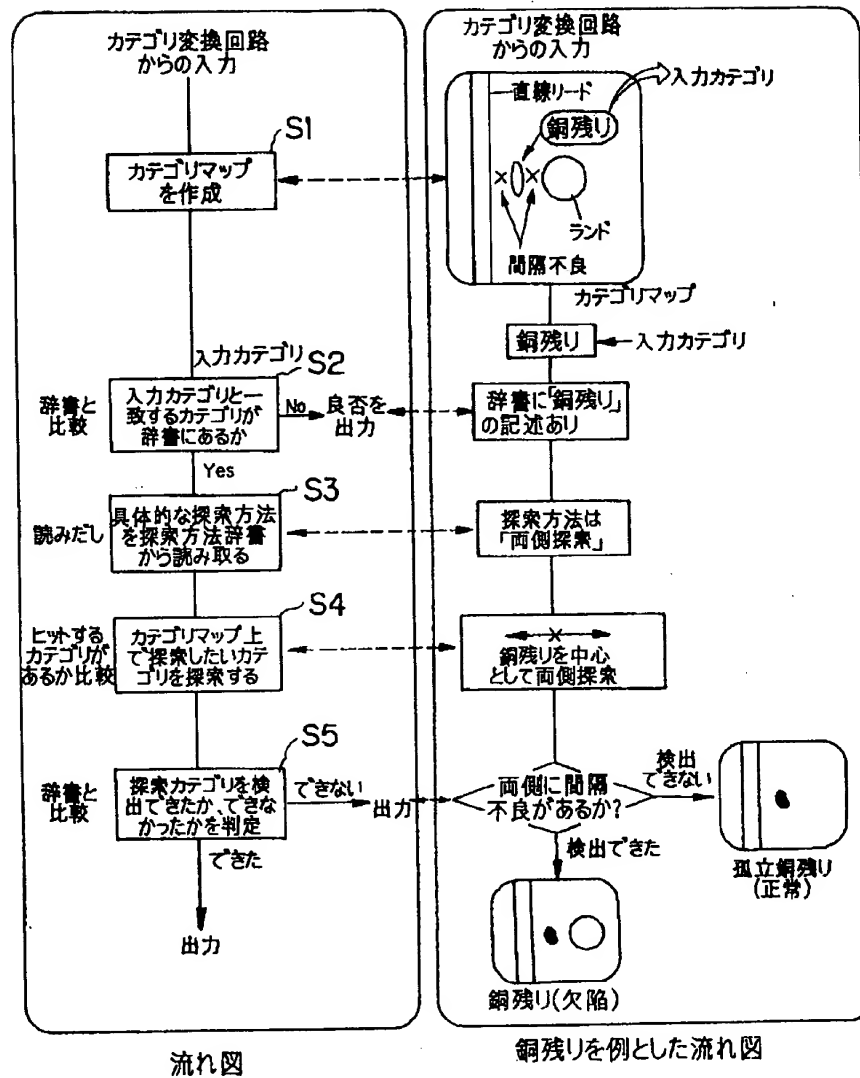 カテゴリ変換回路
からの入力
S1
カテゴリマップ
を作成
入力カテゴリ
S2
辞書と
比較
入力カテゴリと一
致するカテゴリが
辞書にあるか
No
良否を
出力
Yes
S3
読みだし
具体的な探索方法
を探索方法辞書
から読み取る
S4
ヒットする
カテゴリが
あるか比較
カテゴリマップ上
で探索したいカテ
ゴリを探索する
S5
辞書と
比較
探索カテゴリを検
出できたか、できな
かったかを判定
できない
出力
できた
出力
流れ図
カテゴリ変換回路
からの入力
直線リード
入力カテゴリ
銅残り
ランド
間隔不良
カテゴリマップ
銅残り
入力カテゴリ
辞書に「銅残り」
の記述あり
探索方法は
「両側探索」
銅残りを中心
として両側探索
両側に間隔
不良があるか?
検出
できない
検出できた
孤立銅残り
(正常)
銅残り(欠陥)
銅残りを例とした流れ図